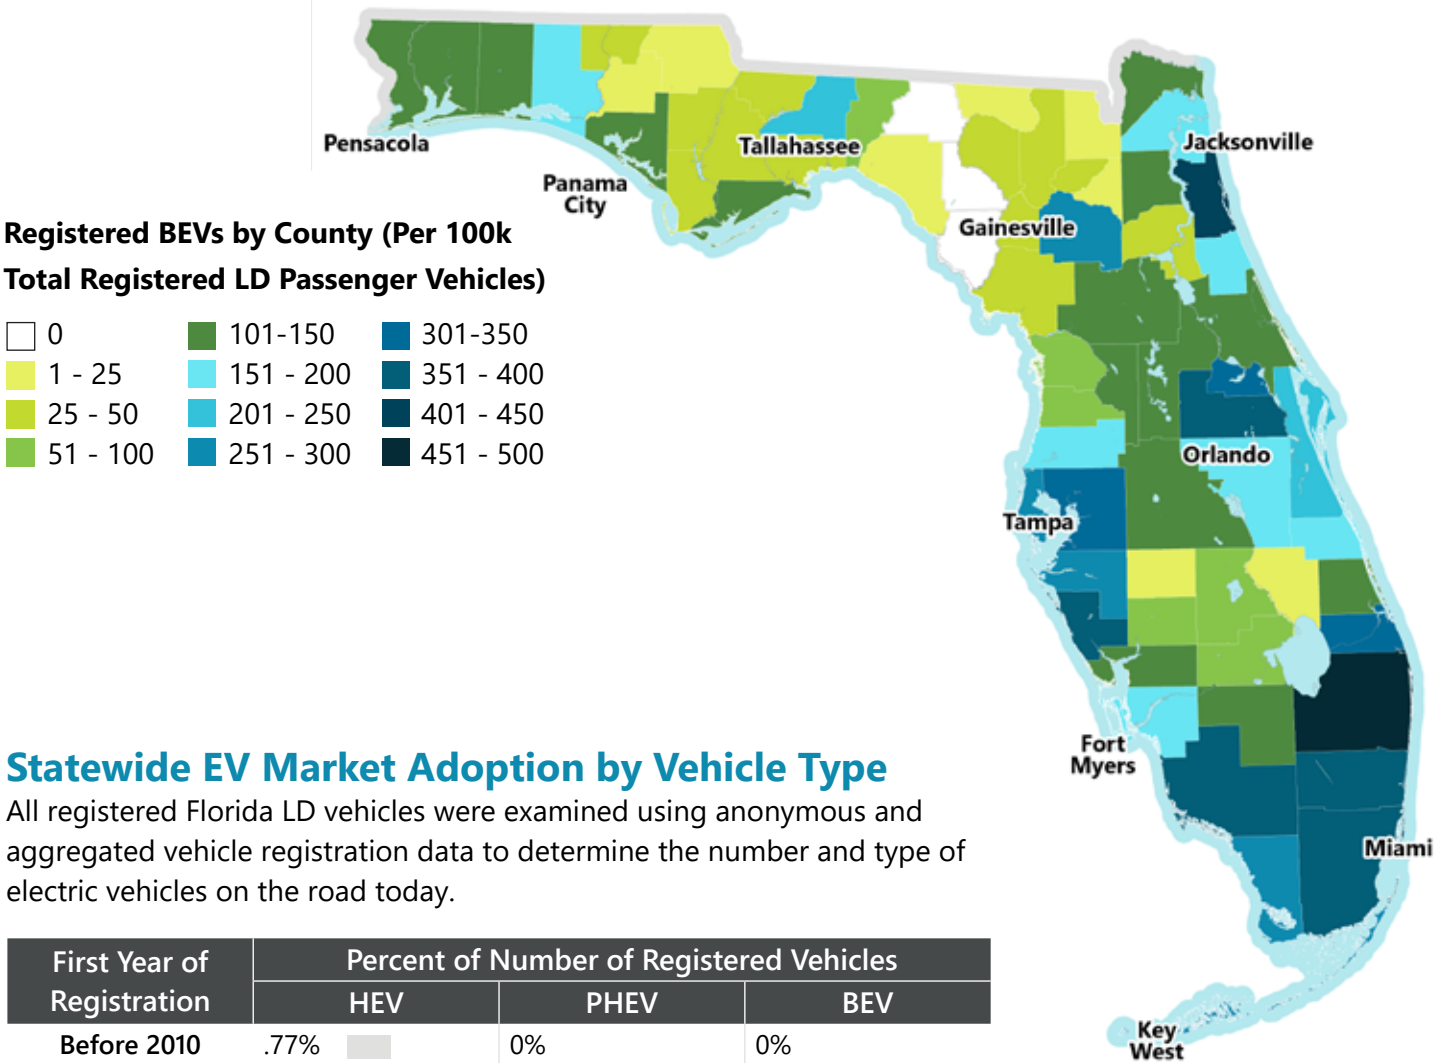 Pensacola
Panama
City
Tallahassee
Jacksonville
Gainesville
Orlando
Tampa
Fort
Myers
Miami
Key
West
Registered BEVs by County (Per 100k
Total Registered LD Passenger Vehicles)
0
1 - 25
25 - 50
51 - 100
101-150
151 - 200
201 - 250
251 - 300
301-350
351 - 400
401 - 450
451 - 500
Statewide EV Market Adoption by Vehicle Type
All registered Florida LD vehicles were examined using anonymous and
aggregated vehicle registration data to determine the number and type of
electric vehicles on the road today.
First Year of
Registration
Percent of Number of Registered Vehicles
HEV PHEV BEV
Before 2010 .77% 0% 0%